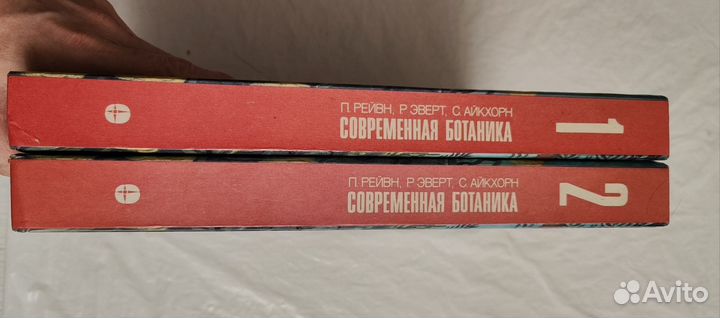 П. РЕЙВН, Р. ЭВЕРТ, С. АЙКХОРН
СОВРЕМЕННАЯ БОТАНИКА
1
П. РЕЙВН, Р. ЭВЕРТ, С. АЙКХОРН
СОВРЕМЕННАЯ БОТАНИКА
2
Avito